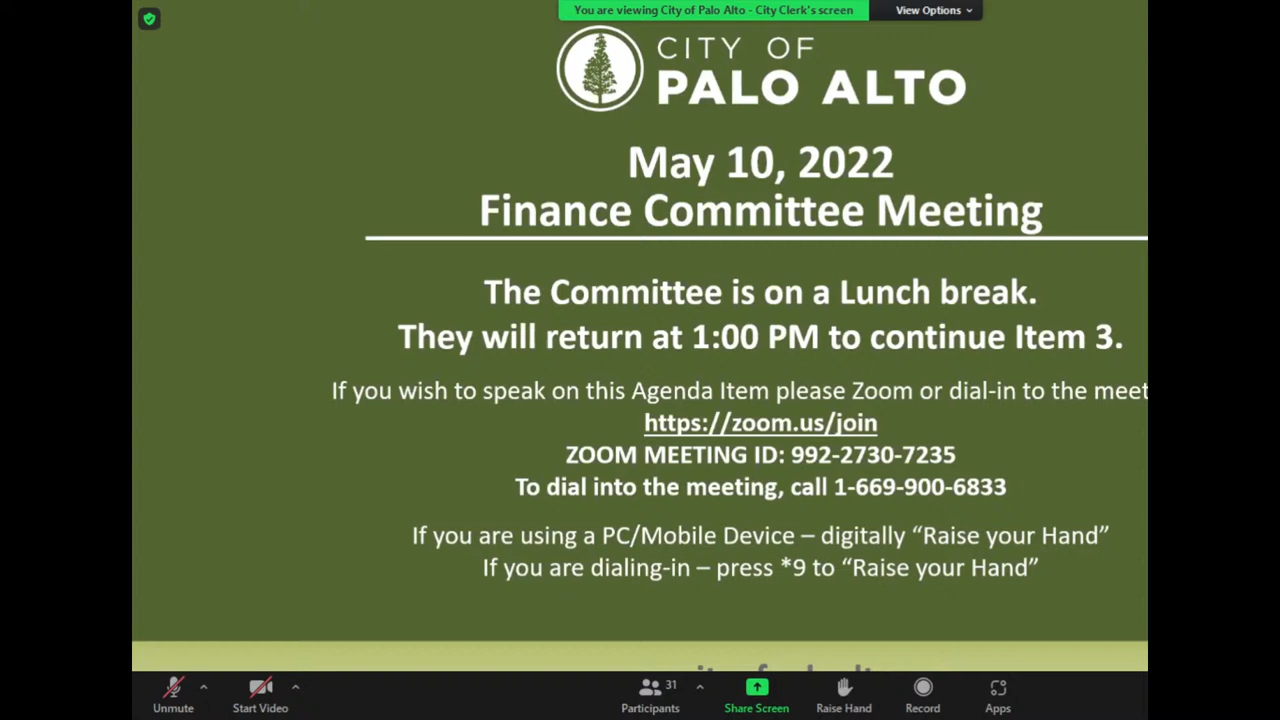 You are viewing City of Palo Alto - City Clerk's screen
View Options
CITY OF
PALO ALTO
May 10, 2022
Finance Committee Meeting
The Committee is on a Lunch break.
They will return at 1:00 PM to continue Item 3.
If you wish to speak on this Agenda Item please Zoom or dial-in to the meet
https://zoom.us/join
ZOOM MEETING ID: 992-2730-7235
To dial into the meeting, call 1-669-900-6833
If you are using a PC/Mobile Device – digitally “Raise your Hand”
If you are dialing-in – press *9 to “Raise your Hand”
31
Unmute
Start Video
Participants
Share Screen
Raise Hand
Record
Apps